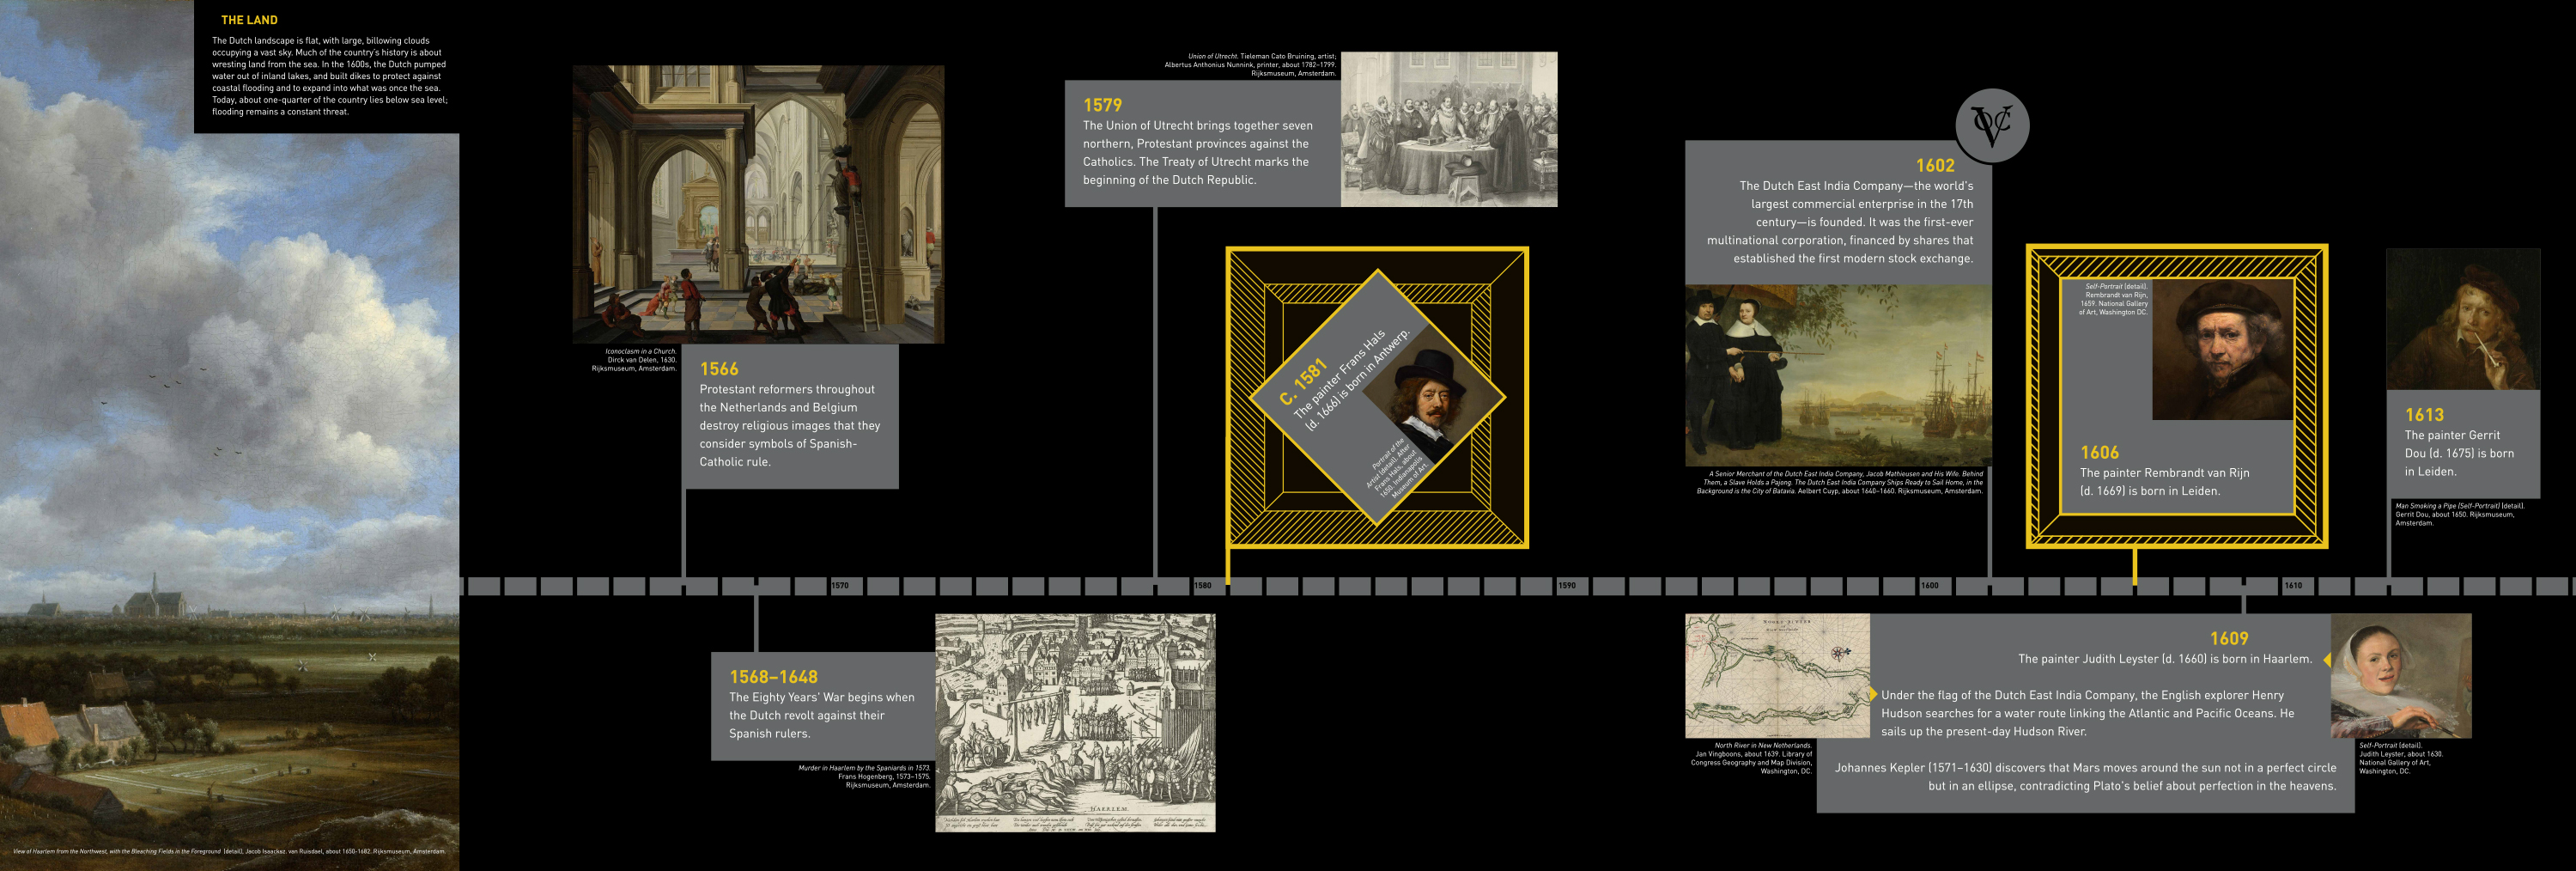 THE LAND
The Dutch landscape is flat, with large, billowing clouds
occupying a vast sky. Much of the country's history is about
wresting land from the sea. In the 1600s, the Dutch pumped
water out of inland lakes, and built dikes to protect against
coastal flooding and to expand into what was once the sea.
Today, about one-quarter of the country lies below sea level;
flooding remains a constant threat.
View of Haarlem from the Northwest, with the Bleaching Fields in the Foreground (detail), Jacob Isaacksz. van Ruisdael, about 1650-1682. Rijksmuseum, Amsterdam.
Iconoclasm in a Church.
Dirck van Delen, 1630.
Rijksmuseum, Amsterdam.
1566
Protestant reformers throughout
the Netherlands and Belgium
destroy religious images that they
consider symbols of Spanish-
Catholic rule.
1568–1648
The Eighty Years' War begins when
the Dutch revolt against their
Spanish rulers.
Murder in Haarlem by the Spaniards in 1573.
Frans Hogenberg, 1573–1575.
Rijksmuseum, Amsterdam.
HAERLEM
Union of Utrecht. Tieleman Cato Bruining, artist;
Albertus Anthonius Nunnink, printer, about 1782–1799.
Rijksmuseum, Amsterdam.
1579
The Union of Utrecht brings together seven
northern, Protestant provinces against the
Catholics. The Treaty of Utrecht marks the
beginning of the Dutch Republic.
C. 1581
The painter Frans Hals
(d. 1666) is born in Antwerp.
Portrait of the
Artist (detail). After
Frans Hals, about
1650. Indianapolis
Museum of Art.
VOC
1602
The Dutch East India Company—the world's
largest commercial enterprise in the 17th
century—is founded. It was the first-ever
multinational corporation, financed by shares that
established the first modern stock exchange.
A Senior Merchant of the Dutch East India Company, Jacob Mathieusen and His Wife. Behind
Them, a Slave Holds a Pajong. The Dutch East India Company Ships Ready to Sail Home, in the
Background is the City of Batavia. Aelbert Cuyp, about 1640–1660. Rijksmuseum, Amsterdam.
Self-Portrait (detail).
Rembrandt van Rijn,
1659. National Gallery
of Art, Washington DC.
1606
The painter Rembrandt van Rijn
(d. 1669) is born in Leiden.
1613
The painter Gerrit
Dou (d. 1675) is born
in Leiden.
Man Smoking a Pipe (Self-Portrait) (detail).
Gerrit Dou, about 1650. Rijksmuseum,
Amsterdam.
1570
1580
1590
1600
1610
1609
The painter Judith Leyster (d. 1660) is born in Haarlem.
Under the flag of the Dutch East India Company, the English explorer Henry
Hudson searches for a water route linking the Atlantic and Pacific Oceans. He
sails up the present-day Hudson River.
Johannes Kepler (1571–1630) discovers that Mars moves around the sun not in a perfect circle
but in an ellipse, contradicting Plato's belief about perfection in the heavens.
North River in New Netherlands.
Jan Vingboons, about 1639. Library of
Congress Geography and Map Division,
Washington, DC.
Self-Portrait (detail).
Judith Leyster, about 1630.
National Gallery of Art,
Washington, DC.